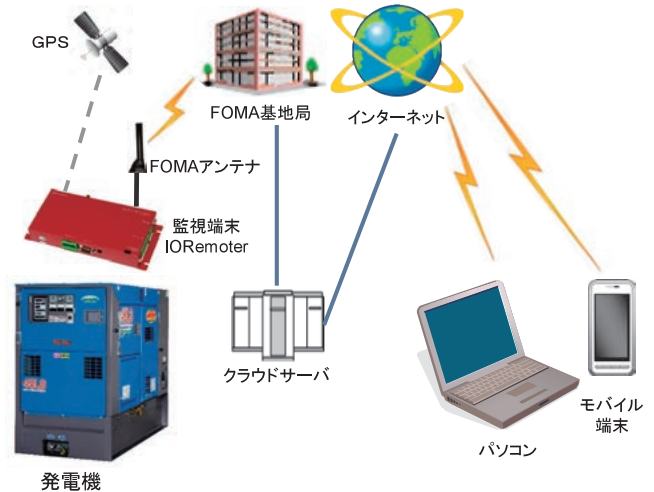 GPS
FOMA基地局
インターネット
FOMAアンテナ
監視端末
IORemoter
クラウドサーバ
モバイル
端末
パソコン
発電機